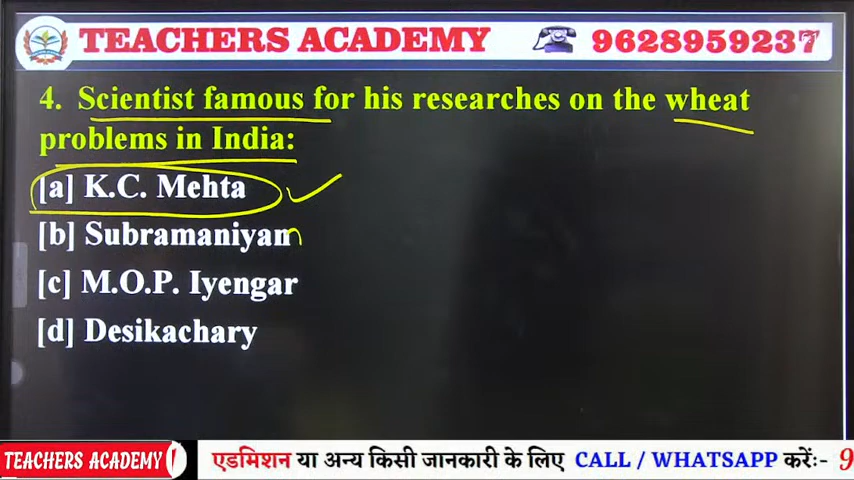 TEACHERS ACADEMY 9628959237
4. Scientist famous for his researches on the wheat
problems in India:
[a] K.C. Mehta
[b] Subramaniyan
[c] M.O.P. Iyengar
[d] Desikachary
TEACHERS ACADEMY एडमिशन या अन्य किसी जानकारी के लिए CALL / WHATSAPP करें:- 9